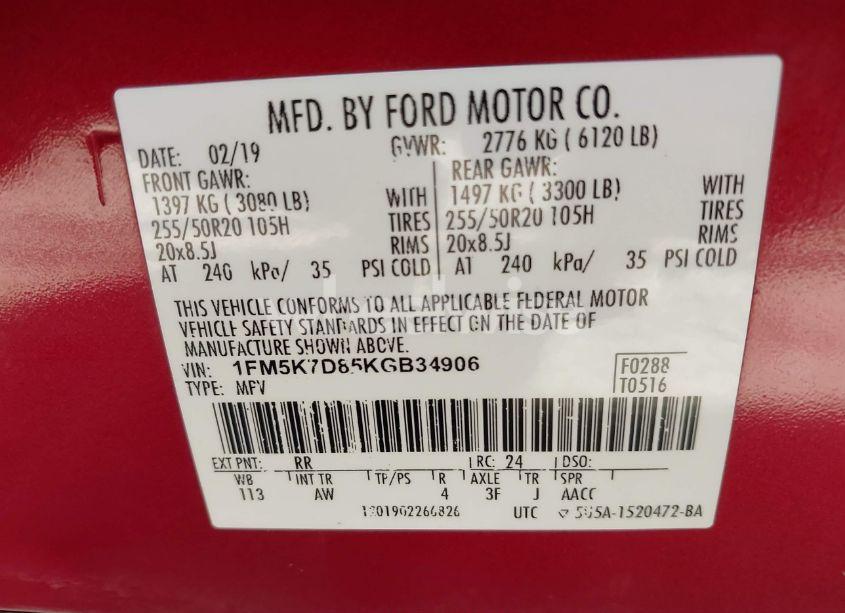 MFD. BY FORD MOTOR CO.
DATE: 02/19 GVWR: 2776 KG ( 6120 LB)
FRONT GAWR: REAR GAWR:
1397 KG ( 3080 LB) WITH 1497 KG ( 3300 LB) WITH
255/50R20 105H TIRES 255/50R20 105H TIRES
20x8.5J RIMS 20x8.5J RIMS
AT 240 kPa/ 35 PSI COLD AT 240 kPa/ 35 PSI COLD
THIS VEHICLE CONFORMS TO ALL APPLICABLE FEDERAL MOTOR
VEHICLE SAFETY STANDARDS IN EFFECT ON THE DATE OF
MANUFACTURE SHOWN ABOVE.
VIN: 1FM5K7D85KGB34906 F0288
TYPE: MPV T0516
EXT PNT: RR RC: 24 DSO:
WB INT TR TP/PS R AXLE TR SPR
113 AW 4 3F J AACC
UTC